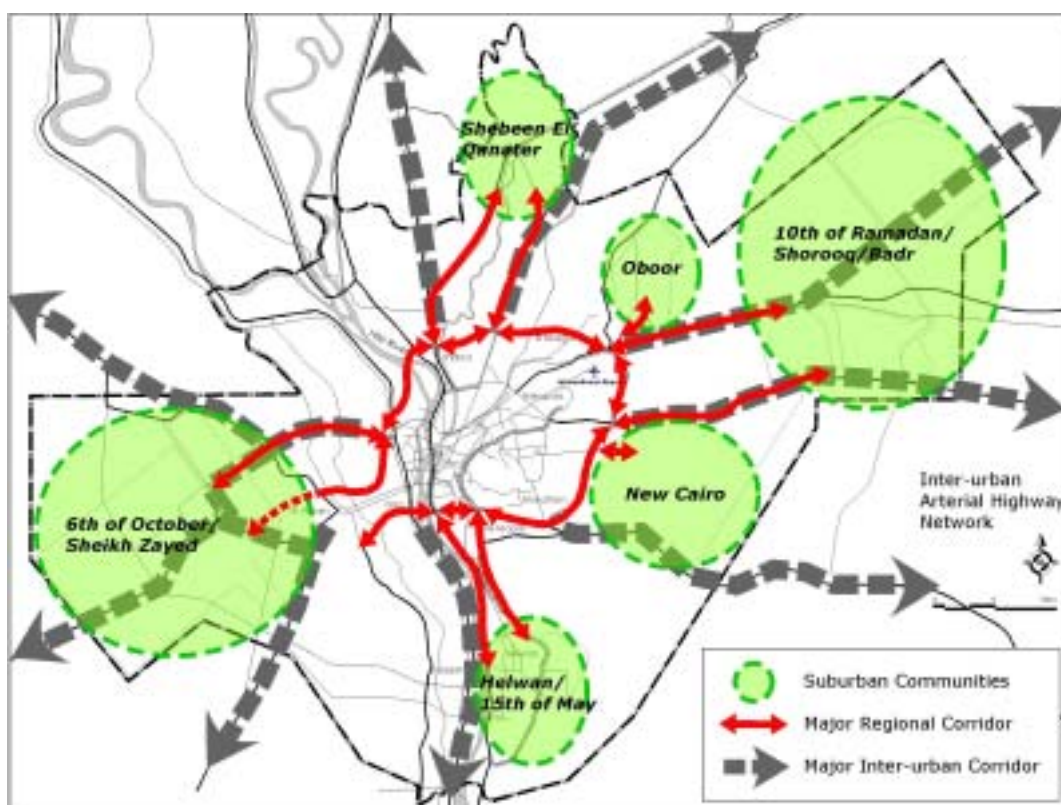 Shebeen El
Qanater
Oboor
10th of Ramadan/
Shorooq/Badr
New Cairo
6th of October/
Sheikh Zayed
Helwan/
15th of May
Inter-urban
Arterial Highway
Network
Suburban Communities
Major Regional Corridor
Major Inter-urban Corridor